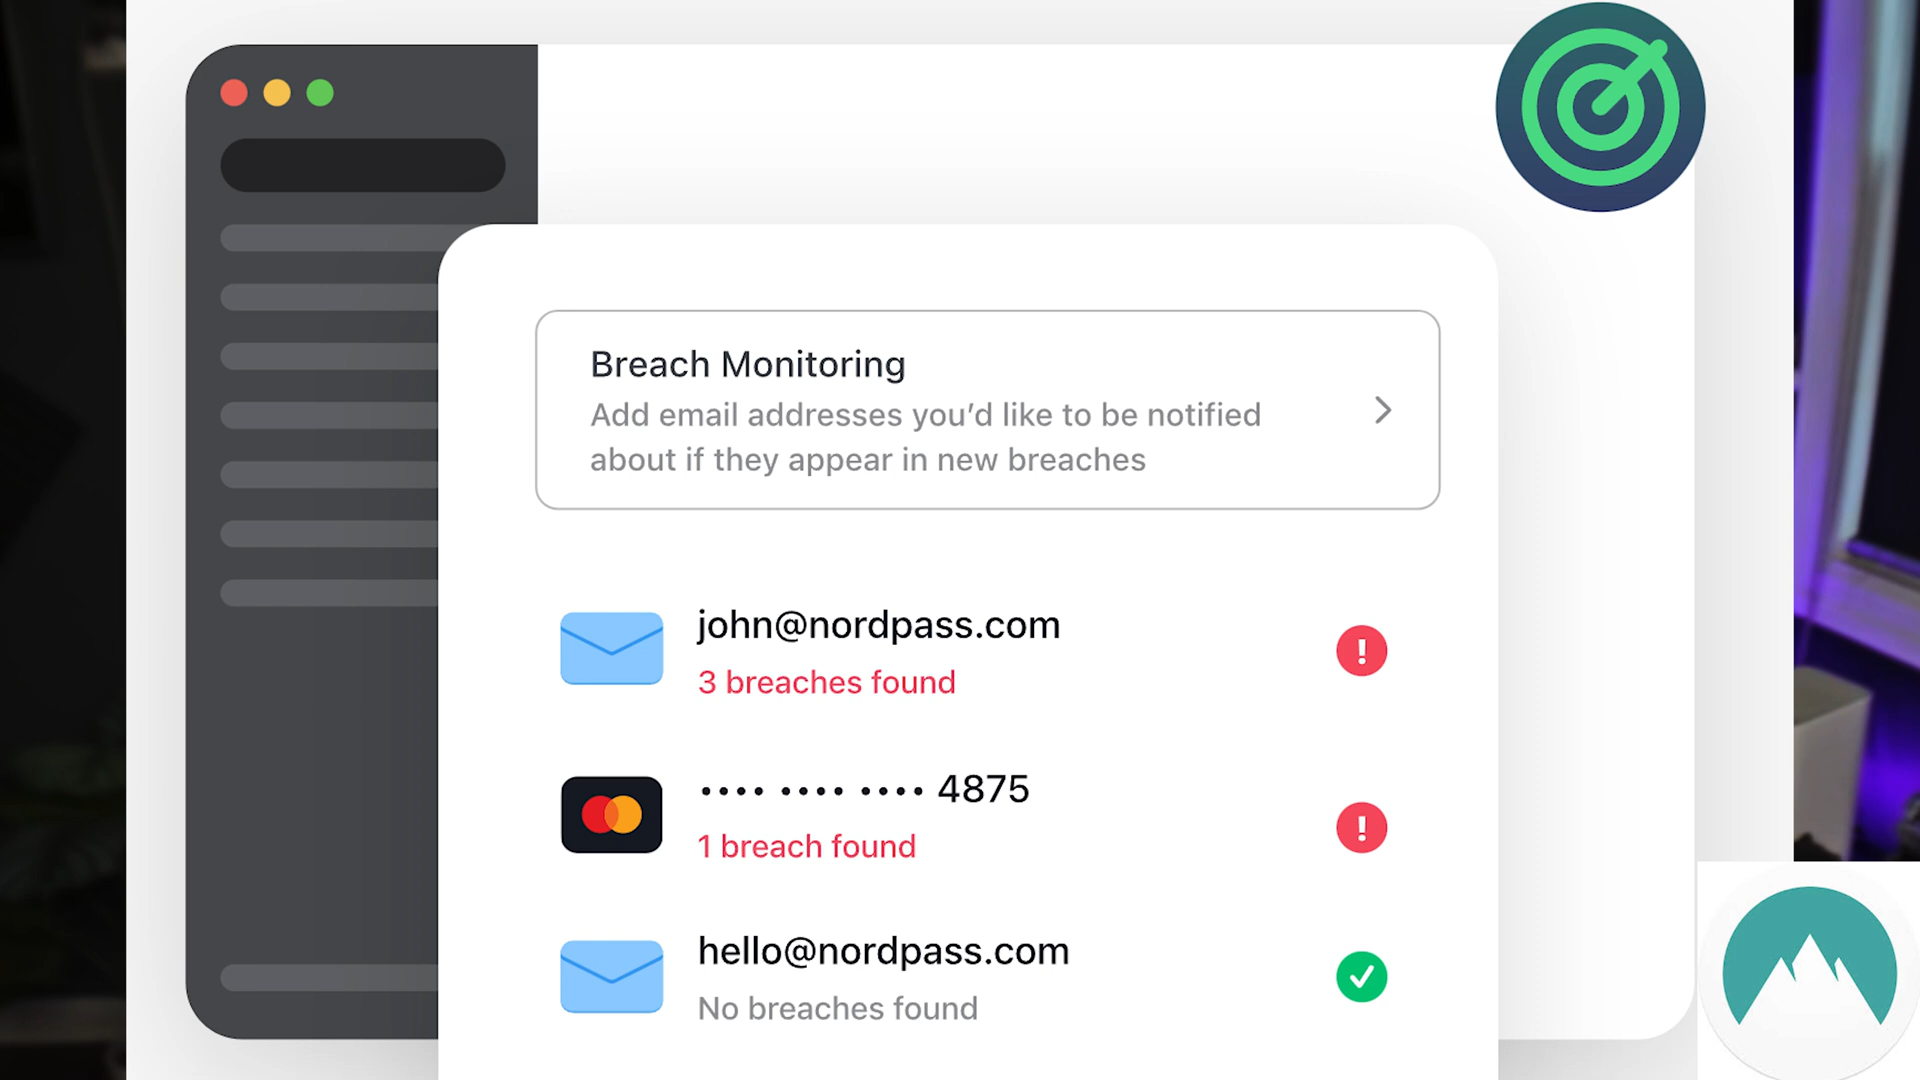 Breach Monitoring
Add email addresses you’d like to be notified
about if they appear in new breaches
john@nordpass.com
3 breaches found
•••• •••• •••• 4875
1 breach found
hello@nordpass.com
No breaches found